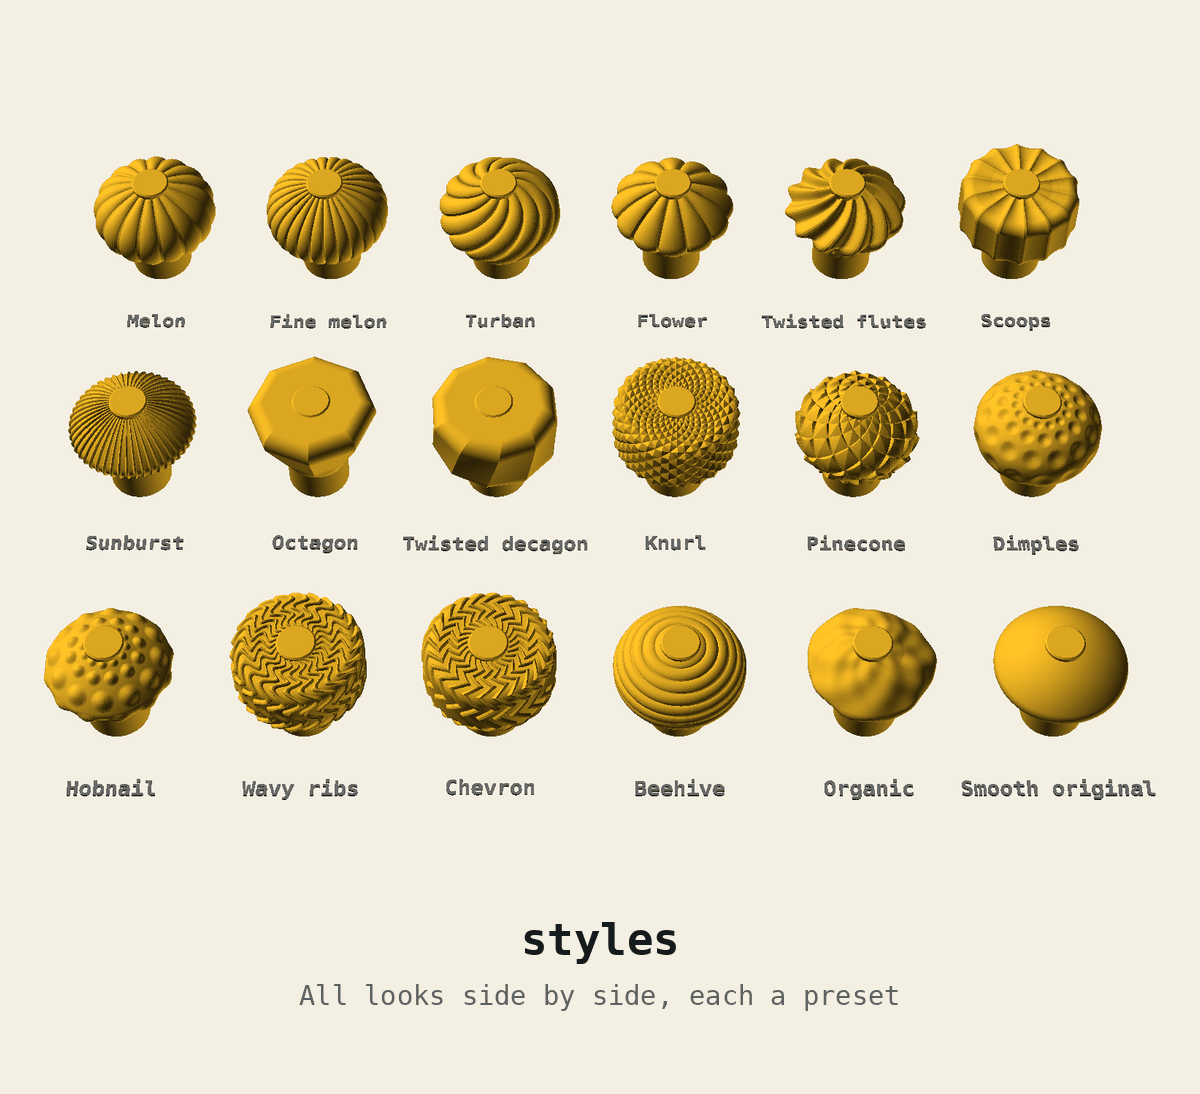 Melon Fine melon Turban Flower Twisted flutes Scoops
Sunburst Octagon Twisted decagon Knurl Pinecone Dimples
Hobnail Wavy ribs Chevron Beehive Organic Smooth original
styles
All looks side by side, each a preset